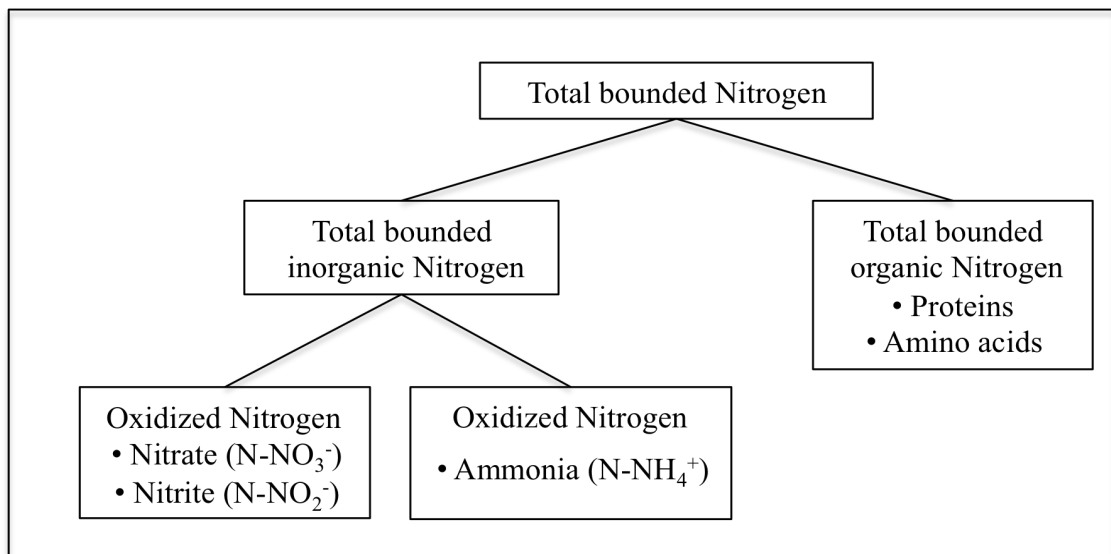 Total bounded Nitrogen
Total bounded
inorganic Nitrogen
Total bounded
organic Nitrogen
• Proteins
• Amino acids
Oxidized Nitrogen
• Nitrate (N-NO₃⁻)
• Nitrite (N-NO₂⁻)
Oxidized Nitrogen
• Ammonia (N-NH₄⁺)